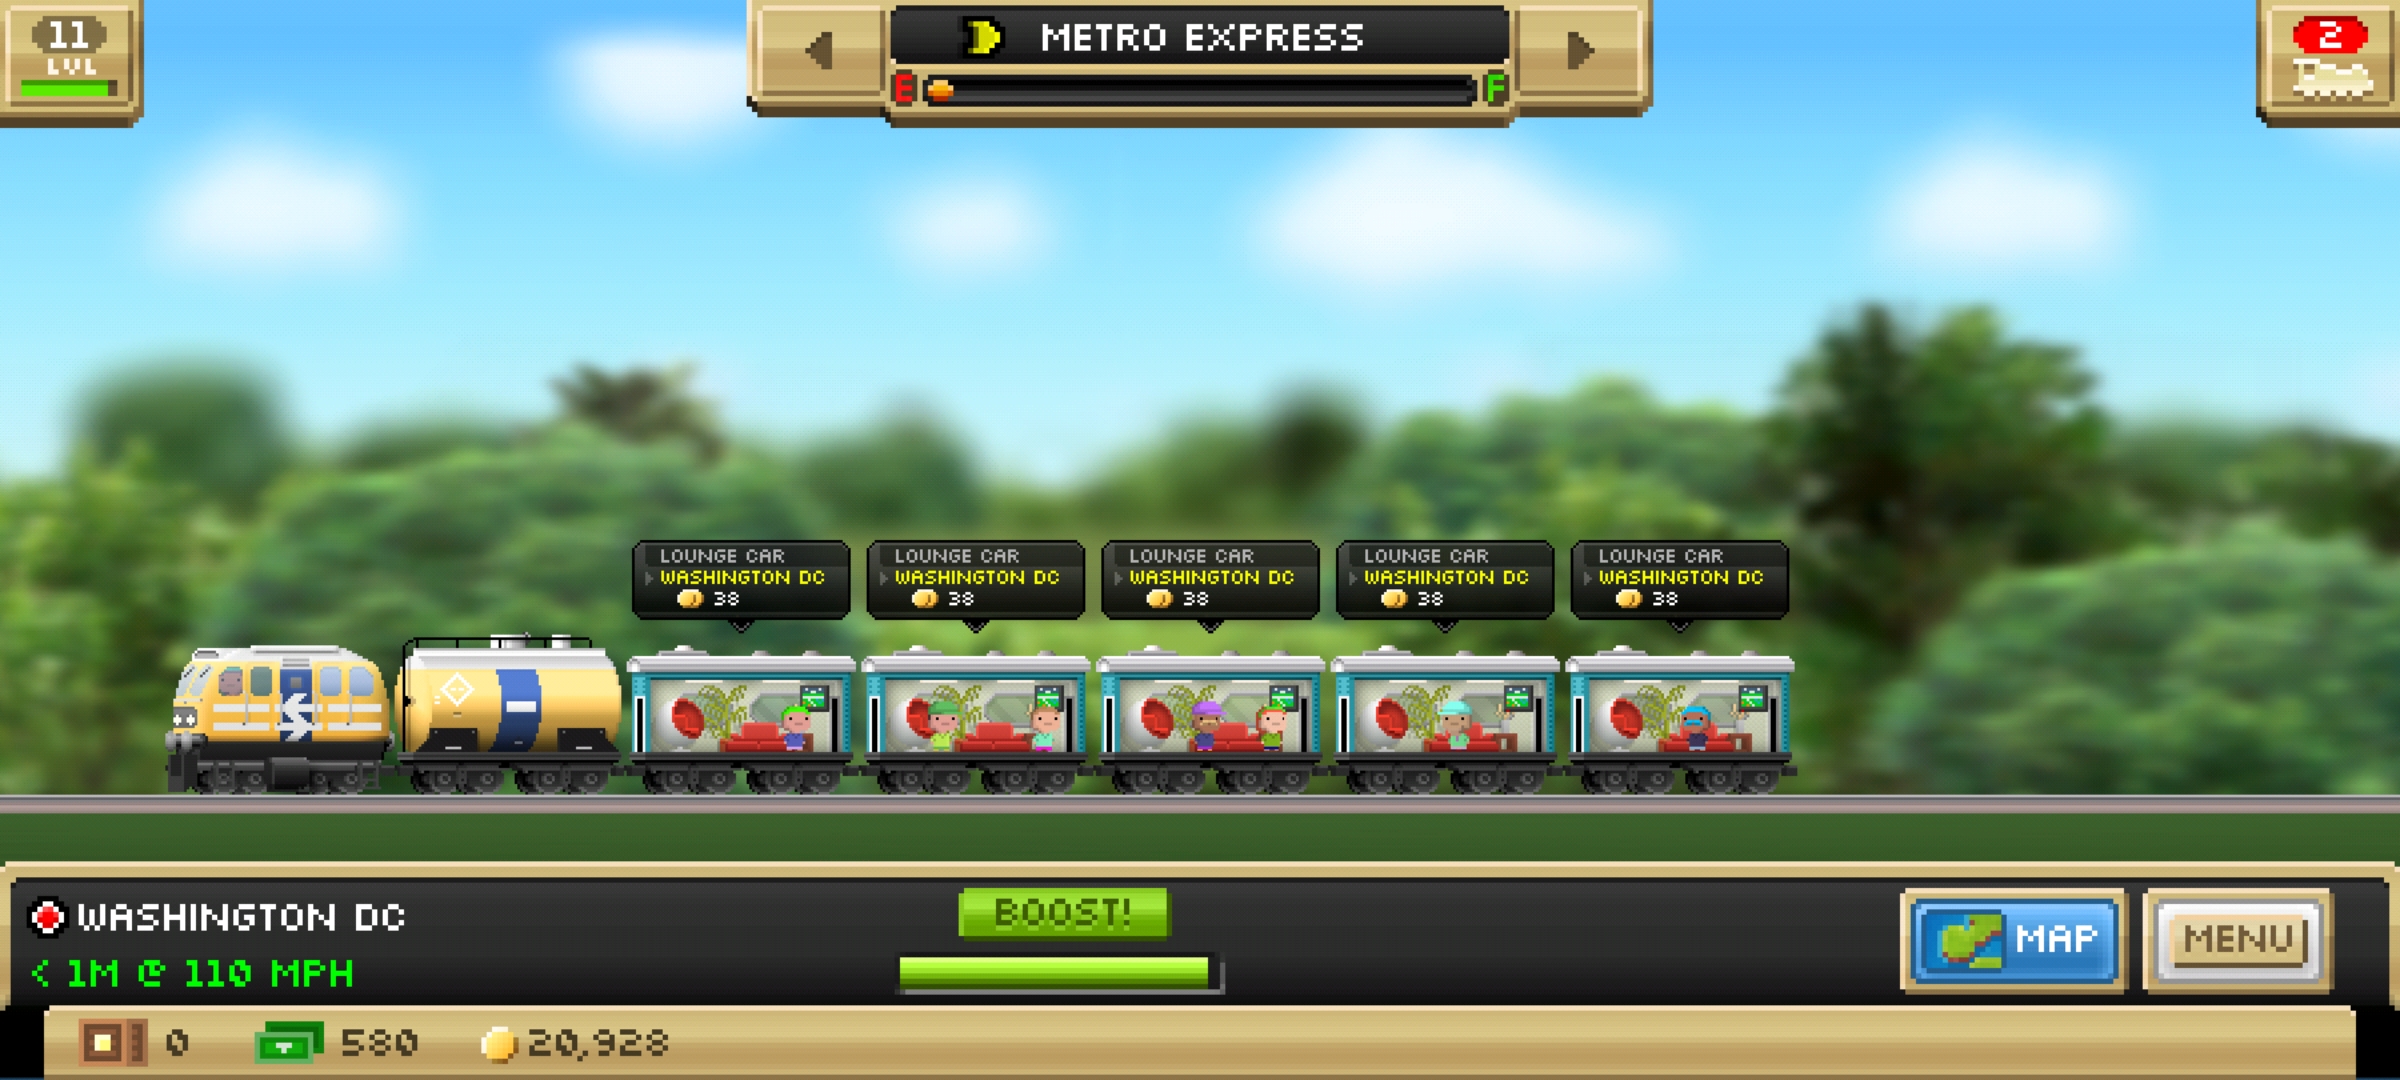 11
LVL
METRO EXPRESS
E F
2
LOUNGE CAR
WASHINGTON DC
38
LOUNGE CAR
WASHINGTON DC
38
LOUNGE CAR
WASHINGTON DC
38
LOUNGE CAR
WASHINGTON DC
38
LOUNGE CAR
WASHINGTON DC
38
WASHINGTON DC
< 1M @ 110 MPH
BOOST!
MAP
MENU
0
580
20,928